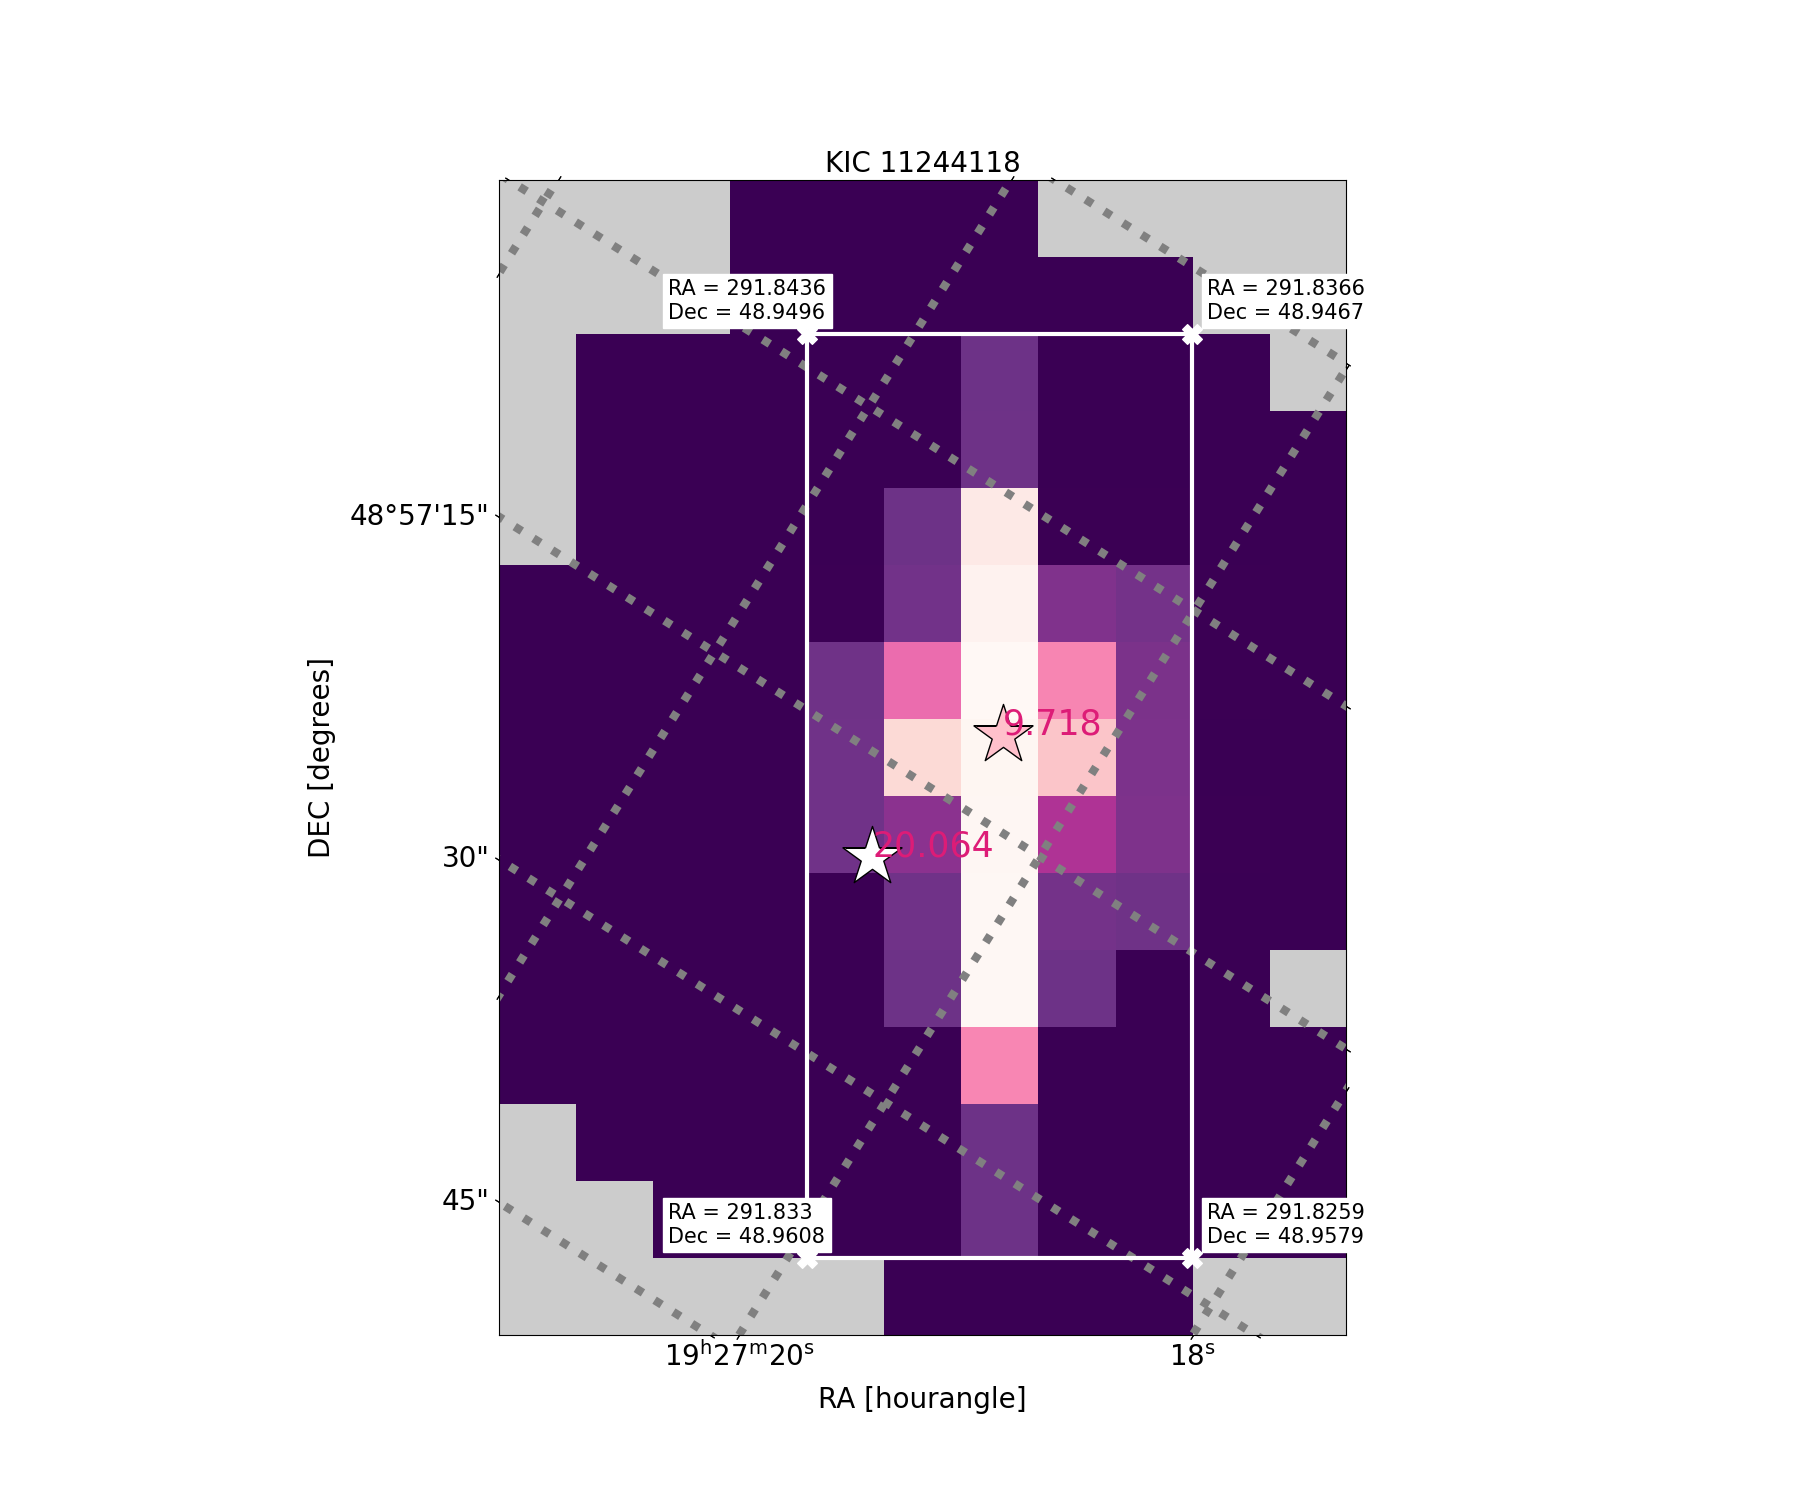 KIC 11244118
RA = 291.8436
Dec = 48.9496
RA = 291.8366
Dec = 48.9467
48°57'15"
9.718
DEC [degrees]
20.064
30"
45"
RA = 291.833
Dec = 48.9608
RA = 291.8259
Dec = 48.9579
19h27m20s
18s
RA [hourangle]